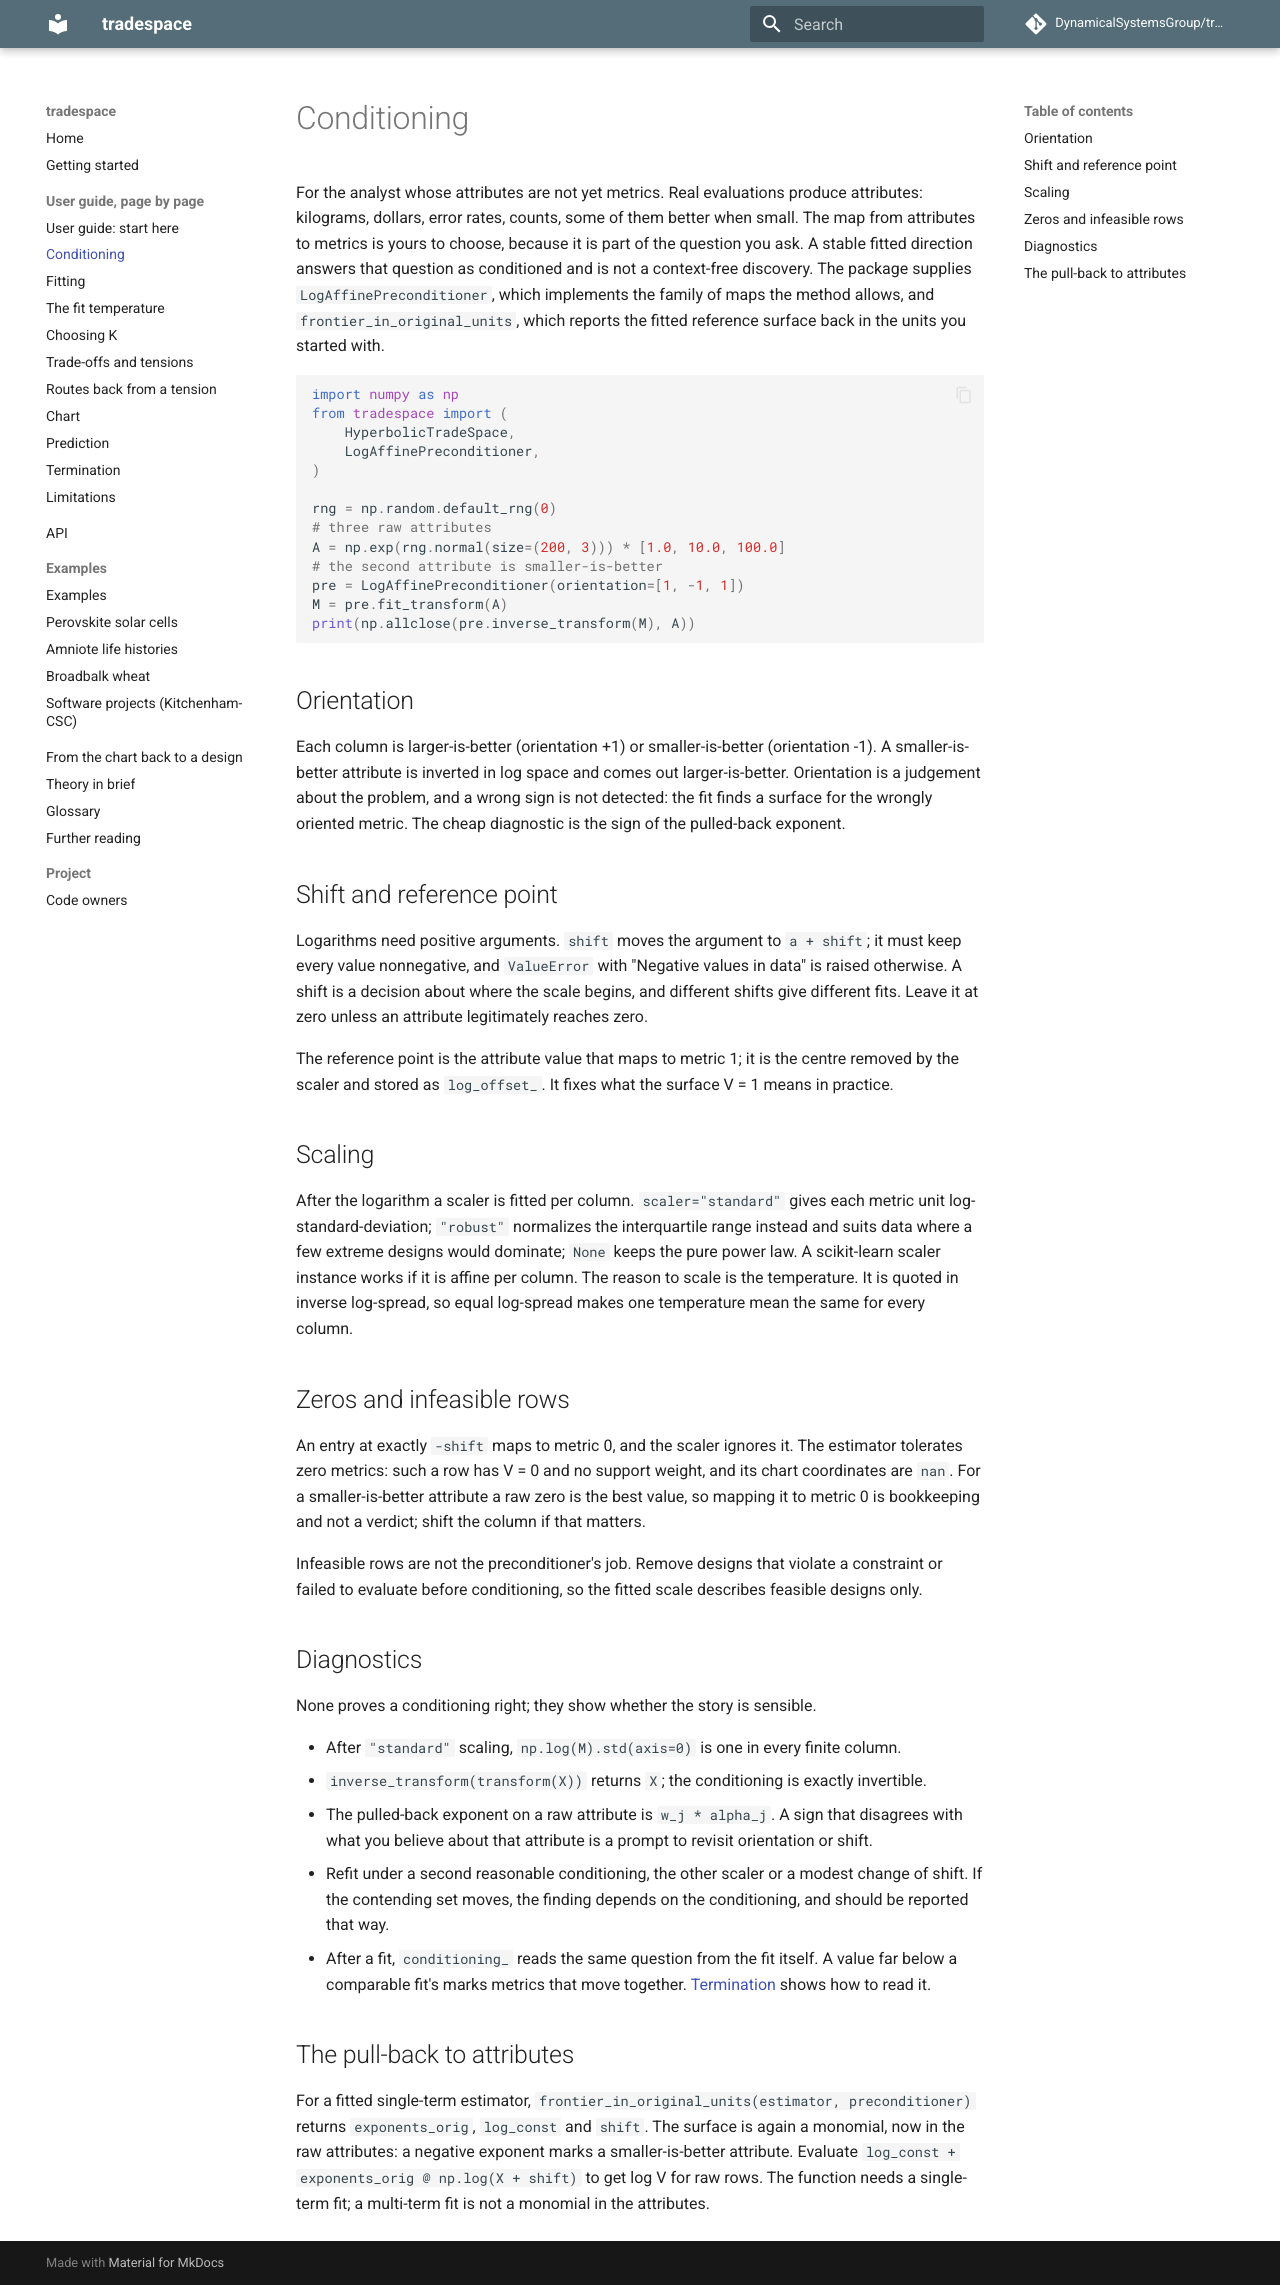 tradespace
Search
DynamicalSystemsGroup/tr…
tradespace
Home
Getting started
User guide, page by page
User guide: start here
Conditioning
Fitting
The fit temperature
Choosing K
Trade-offs and tensions
Routes back from a tension
Chart
Prediction
Termination
Limitations
API
Examples
Examples
Perovskite solar cells
Amniote life histories
Broadbalk wheat
Software projects (Kitchenham-
CSC)
From the chart back to a design
Theory in brief
Glossary
Further reading
Project
Code owners
Conditioning
For the analyst whose attributes are not yet metrics. Real evaluations produce attributes:
kilograms, dollars, error rates, counts, some of them better when small. The map from attributes
to metrics is yours to choose, because it is part of the question you ask. A stable fitted direction
answers that question as conditioned and is not a context-free discovery. The package supplies
LogAffinePreconditioner, which implements the family of maps the method allows, and
frontier_in_original_units, which reports the fitted reference surface back in the units you
started with.
import numpy as np
from tradespace import (
    HyperbolicTradeSpace,
    LogAffinePreconditioner,
)
rng = np.random.default_rng(0)
# three raw attributes
A = np.exp(rng.normal(size=(200, 3))) * [1.0, 10.0, 100.0]
# the second attribute is smaller-is-better
pre = LogAffinePreconditioner(orientation=[1, -1, 1])
M = pre.fit_transform(A)
print(np.allclose(pre.inverse_transform(M), A))
Orientation
Each column is larger-is-better (orientation +1) or smaller-is-better (orientation -1). A smaller-is-
better attribute is inverted in log space and comes out larger-is-better. Orientation is a judgement
about the problem, and a wrong sign is not detected: the fit finds a surface for the wrongly
oriented metric. The cheap diagnostic is the sign of the pulled-back exponent.
Shift and reference point
Logarithms need positive arguments. shift moves the argument to a + shift; it must keep
every value nonnegative, and ValueError with "Negative values in data" is raised otherwise. A
shift is a decision about where the scale begins, and different shifts give different fits. Leave it at
zero unless an attribute legitimately reaches zero.
The reference point is the attribute value that maps to metric 1; it is the centre removed by the
scaler and stored as log_offset_. It fixes what the surface V = 1 means in practice.
Scaling
After the logarithm a scaler is fitted per column. scaler="standard" gives each metric unit log-
standard-deviation; "robust" normalizes the interquartile range instead and suits data where a
few extreme designs would dominate; None keeps the pure power law. A scikit-learn scaler
instance works if it is affine per column. The reason to scale is the temperature. It is quoted in
inverse log-spread, so equal log-spread makes one temperature mean the same for every
column.
Zeros and infeasible rows
An entry at exactly -shift maps to metric 0, and the scaler ignores it. The estimator tolerates
zero metrics: such a row has V = 0 and no support weight, and its chart coordinates are nan. For
a smaller-is-better attribute a raw zero is the best value, so mapping it to metric 0 is bookkeeping
and not a verdict; shift the column if that matters.
Infeasible rows are not the preconditioner's job. Remove designs that violate a constraint or
failed to evaluate before conditioning, so the fitted scale describes feasible designs only.
Diagnostics
None proves a conditioning right; they show whether the story is sensible.
• After "standard" scaling, np.log(M).std(axis=0) is one in every finite column.
• inverse_transform(transform(X)) returns X; the conditioning is exactly invertible.
• The pulled-back exponent on a raw attribute is w_j * alpha_j. A sign that disagrees with
what you believe about that attribute is a prompt to revisit orientation or shift.
• Refit under a second reasonable conditioning, the other scaler or a modest change of shift. If
the contending set moves, the finding depends on the conditioning, and should be reported
that way.
• After a fit, conditioning_ reads the same question from the fit itself. A value far below a
comparable fit's marks metrics that move together. Termination shows how to read it.
The pull-back to attributes
For a fitted single-term estimator, frontier_in_original_units(estimator, preconditioner)
returns exponents_orig, log_const and shift. The surface is again a monomial, now in the
raw attributes: a negative exponent marks a smaller-is-better attribute. Evaluate log_const +
exponents_orig @ np.log(X + shift) to get log V for raw rows. The function needs a single-
term fit; a multi-term fit is not a monomial in the attributes.
Table of contents
Orientation
Shift and reference point
Scaling
Zeros and infeasible rows
Diagnostics
The pull-back to attributes
Made with Material for MkDocs